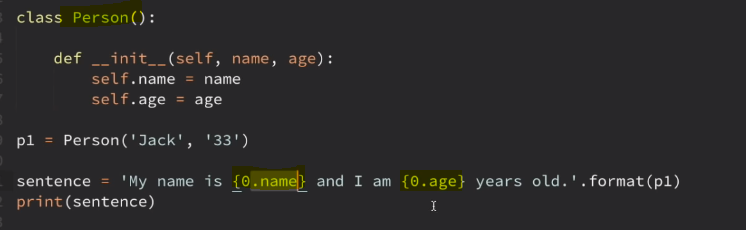 class Person():
def __init__(self, name, age):
self.name = name
self.age = age
p1 = Person('Jack', '33')
sentence = 'My name is {0.name} and I am {0.age} years old.'.format(p1)
print(sentence)